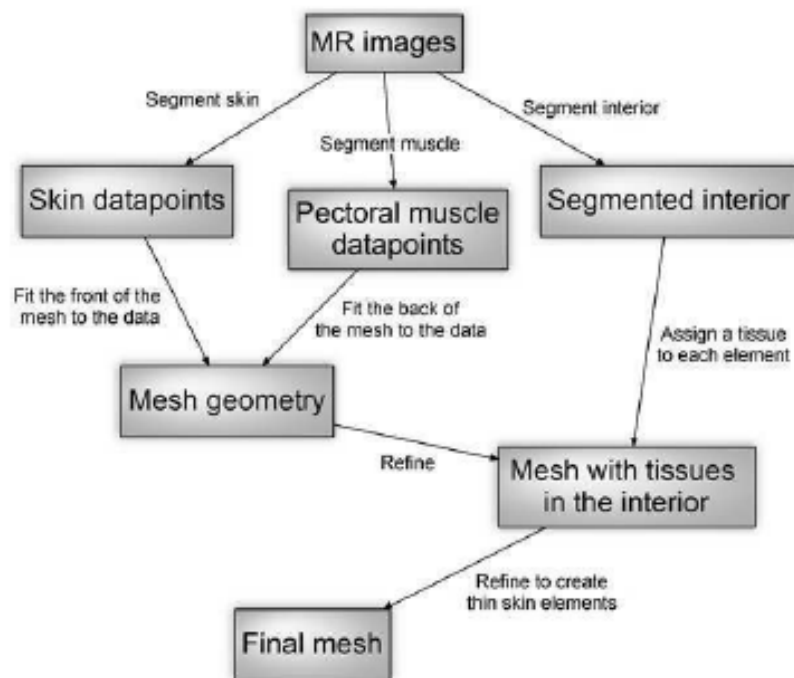 MR images
Segment skin
Segment muscle
Segment interior
Skin datapoints
Pectoral muscle
datapoints
Segmented interior
Fit the front of the
mesh to the data
Fit the back of
the mesh to the data
Assign a tissue
to each element
Mesh geometry
Refine
Mesh with tissues
in the interior
Refine to create
thin skin elements
Final mesh